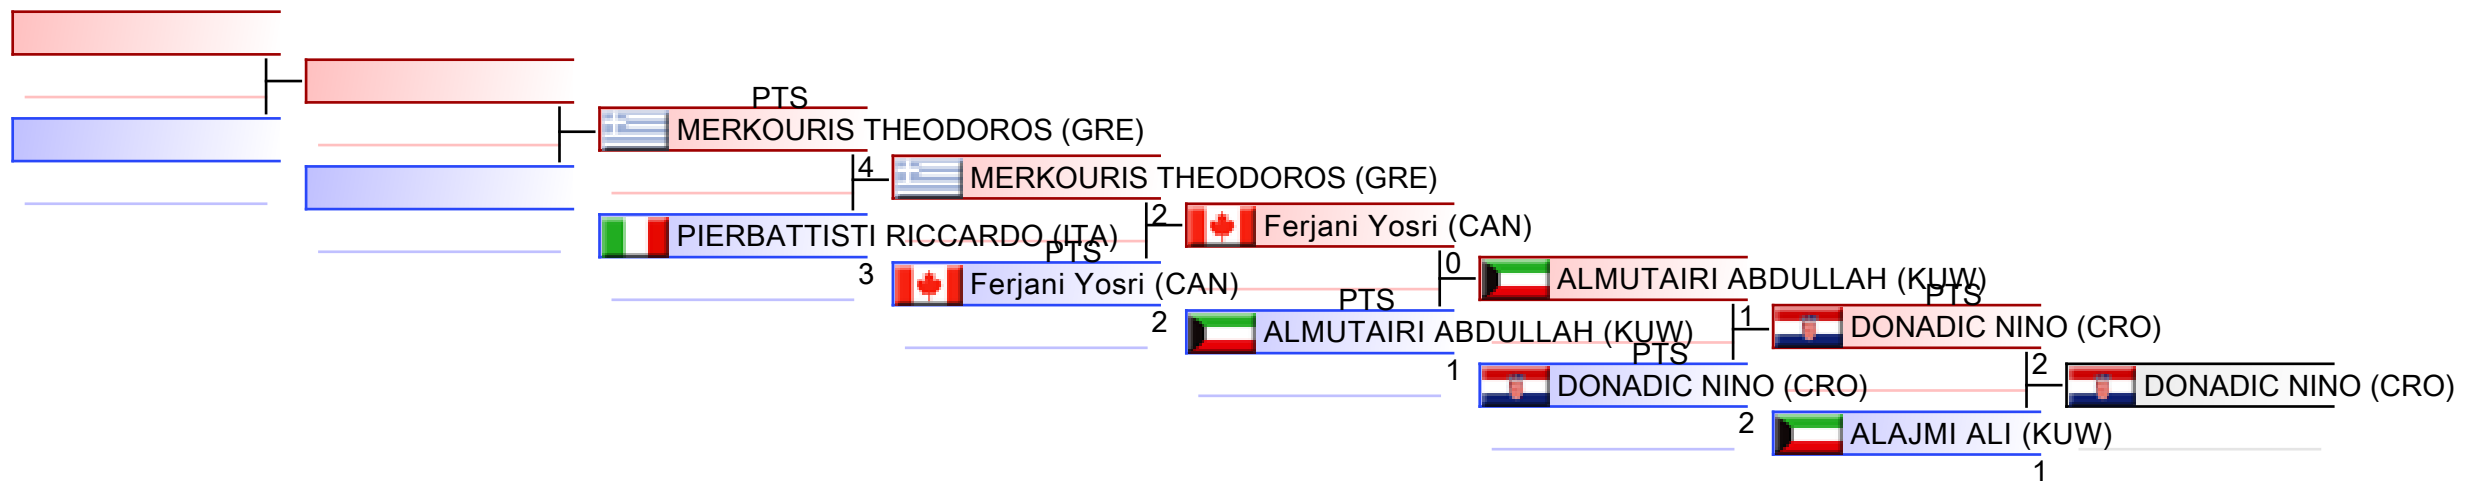 PTS
MERKOURIS THEODOROS (GRE)
4
PIERBATTISTI RICCARDO (ITA)
3
MERKOURIS THEODOROS (GRE)
2
PTS
Ferjani Yosri (CAN)
2
Ferjani Yosri (CAN)
0
PTS
ALMUTAIRI ABDULLAH (KUW)
1
ALMUTAIRI ABDULLAH (KUW)
1
PTS
DONADIC NINO (CRO)
2
PTS
DONADIC NINO (CRO)
2
ALAJMI ALI (KUW)
1
DONADIC NINO (CRO)